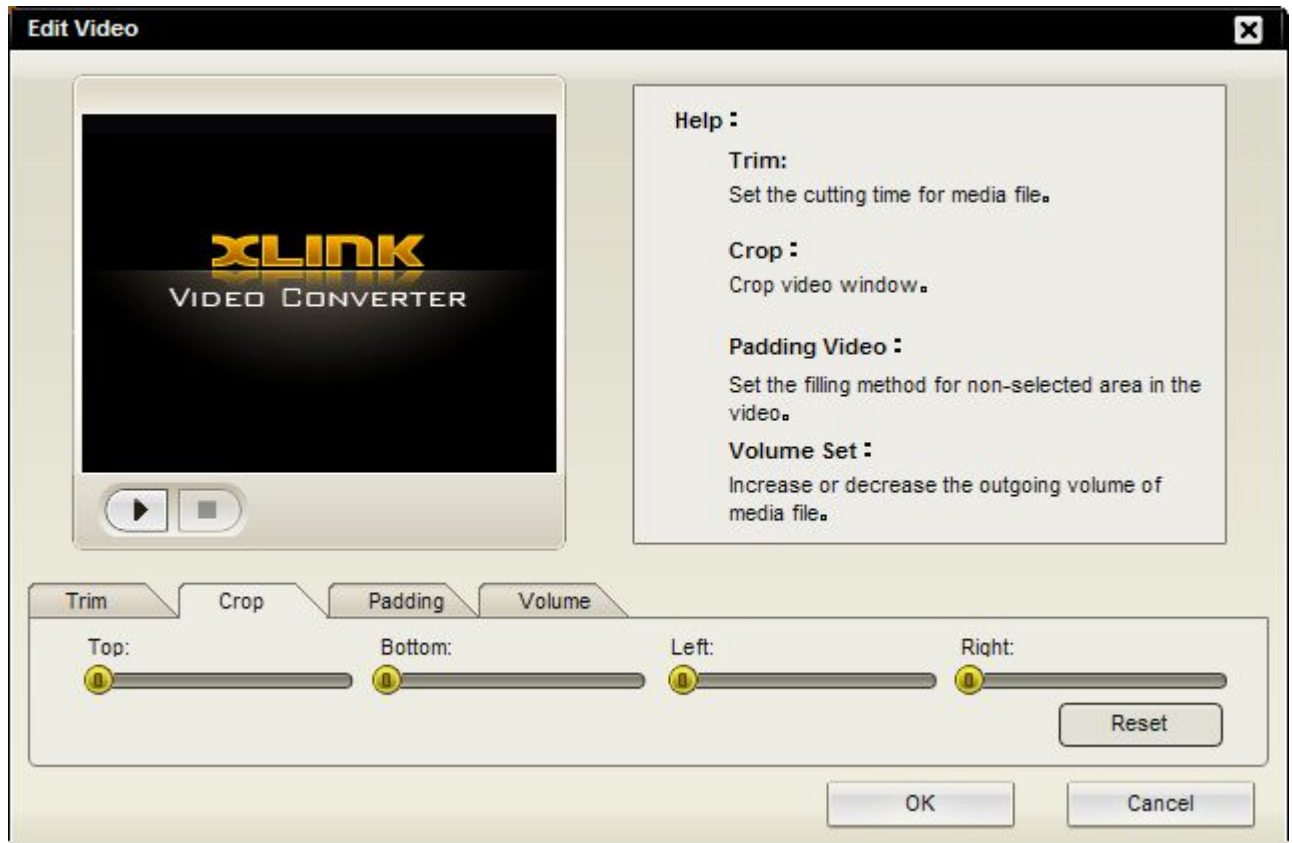 Edit Video
XLINK
VIDEO CONVERTER
Help:
Trim:
Set the cutting time for media file.
Crop:
Crop video window.
Padding Video:
Set the filling method for non-selected area in the
video.
Volume Set:
Increase or decrease the outgoing volume of
media file.
Trim
Crop
Padding
Volume
Top:
Bottom:
Left:
Right:
Reset
OK
Cancel